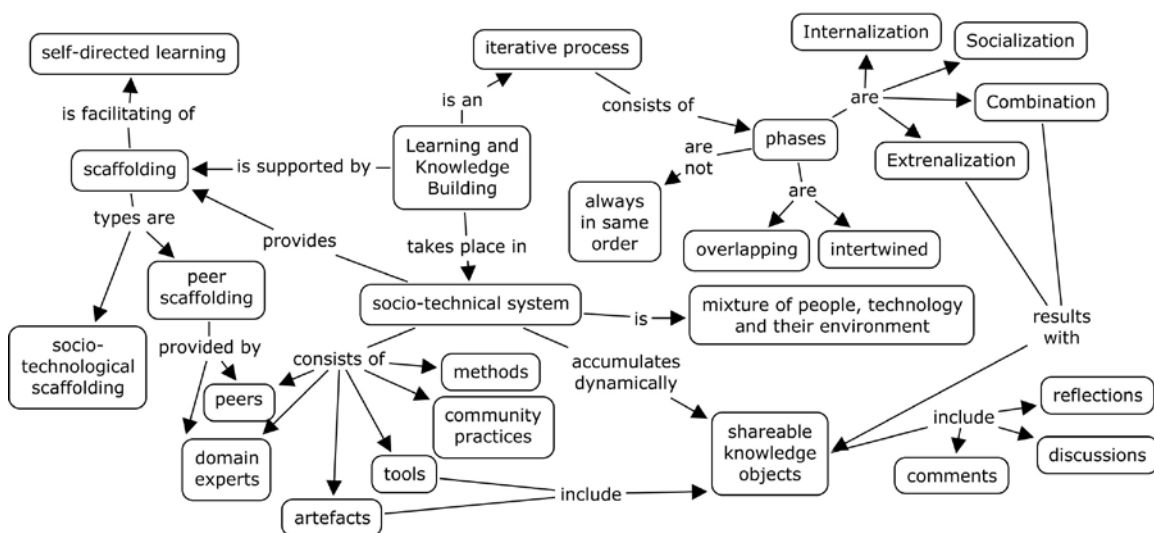 Internalization
Socialization
self-directed learning
iterative process
is an
consists of
are
Combination
is facilitating of
phases
Learning and
Knowledge
Building
are
not
Extrenalization
scaffolding
is supported by
are
always
in same
order
types are
provides
takes place in
overlapping
intertwined
peer
scaffolding
socio-technical system
is
mixture of people, technology
and their environment
results
with
socio-
technological
scaffolding
provided by
consists of
methods
accumulates
dynamically
peers
community
practices
reflections
include
shareable
knowledge
objects
discussions
domain
experts
tools
comments
include
artefacts